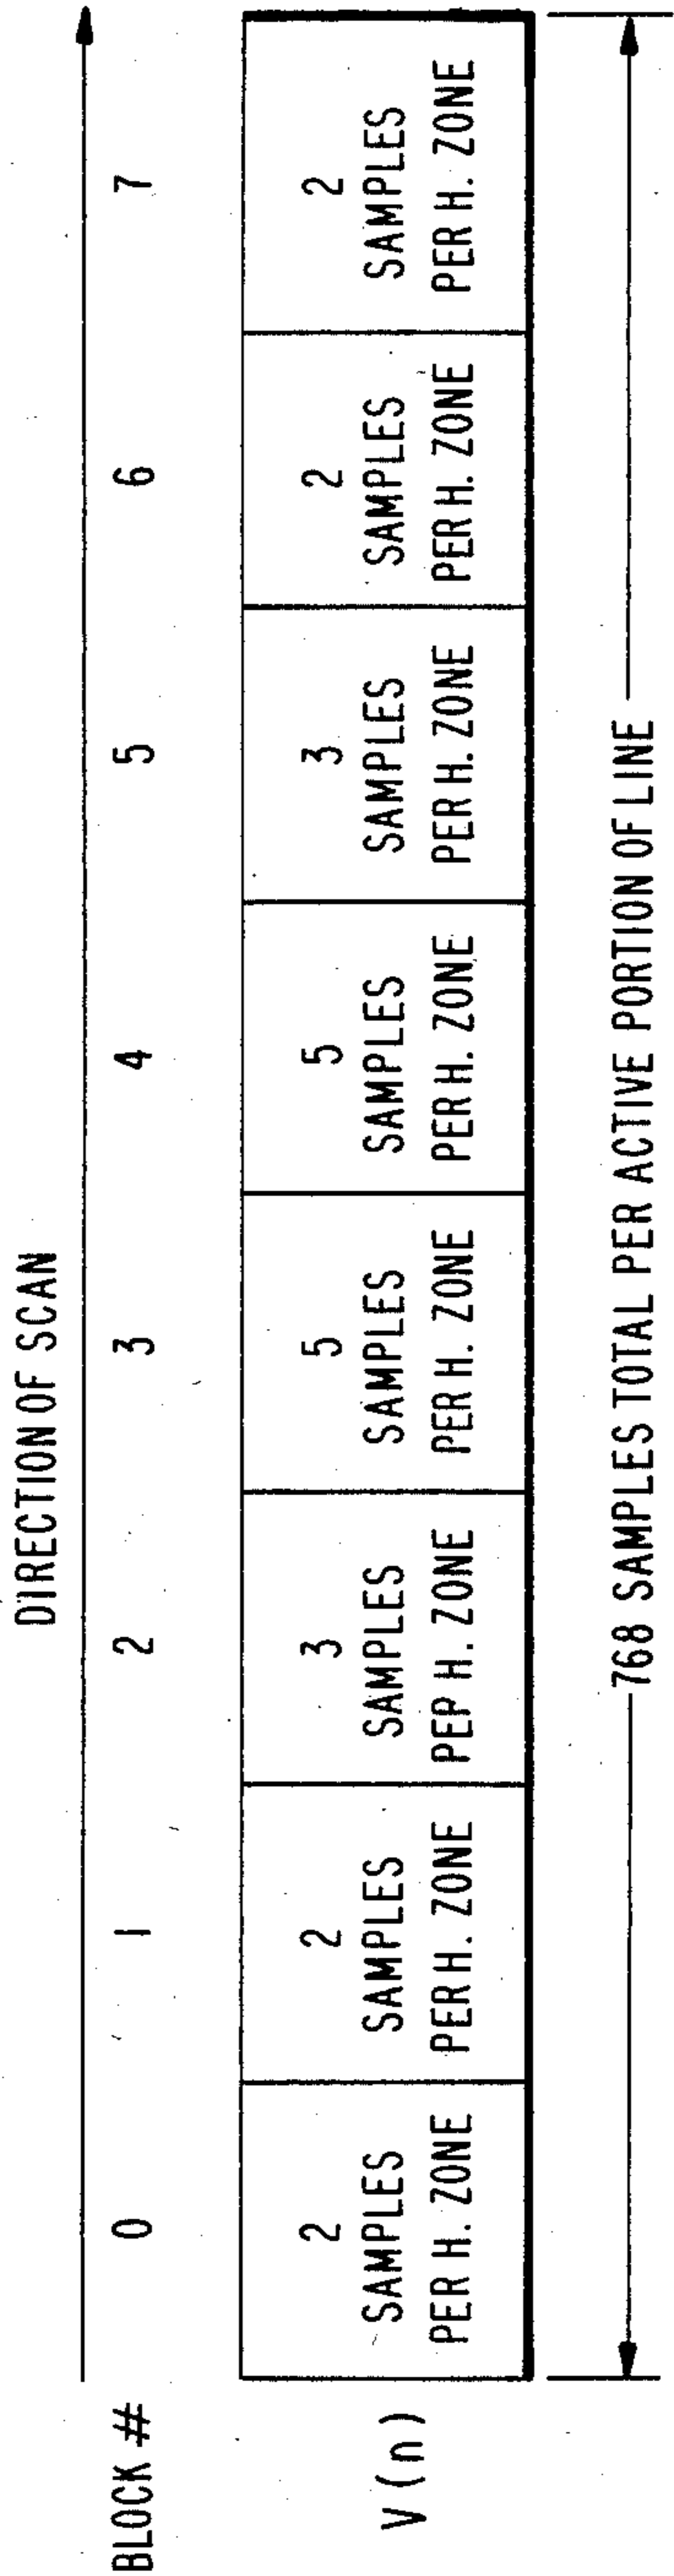 DIRECTION OF SCAN
BLOCK # 0 1 2 3 4 5 6 7
V (n)
2
SAMPLES
PER H. ZONE
2
SAMPLES
PER H. ZONE
3
SAMPLES
PEP H. ZONE
5
SAMPLES
PER H. ZONE
5
SAMPLES
PER H. ZONE
3
SAMPLES
PER H. ZONE
2
SAMPLES
PER H. ZONE
2
SAMPLES
PER H. ZONE
768 SAMPLES TOTAL PER ACTIVE PORTION OF LINE